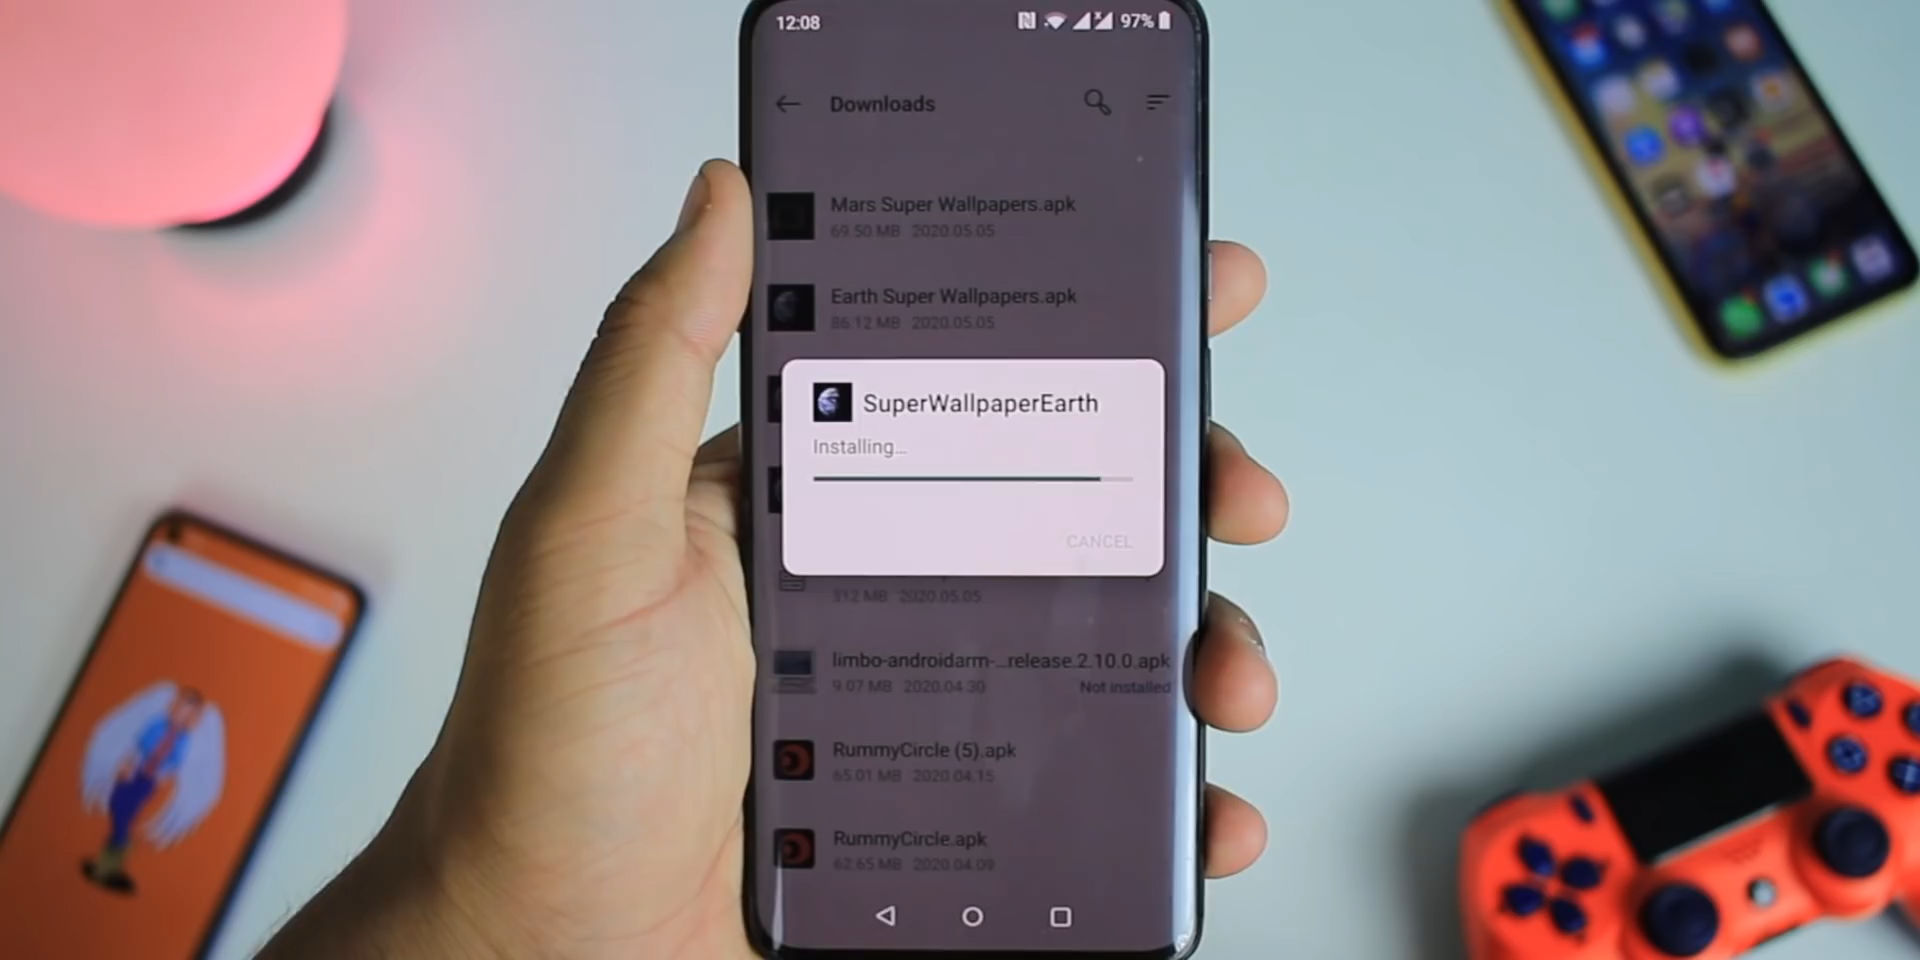 12:08
97%
Downloads
Mars Super Wallpapers.apk
69.50 MB 2020.05.05
Earth Super Wallpapers.apk
86.12 MB 2020.05.05
SuperWallpaperEarth
Installing...
CANCEL
912 MB 2020.05.05
limbo-androidarm-...release.2.10.0.apk
9.07 MB 2020.04.30 Not installed
RummyCircle (5).apk
65.01 MB 2020.04.15
RummyCircle.apk
62.65 MB 2020.04.09